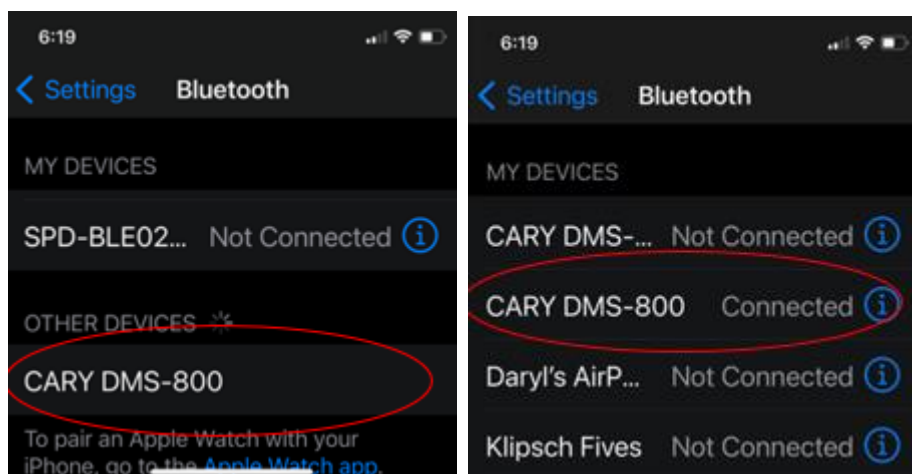 6:19
Settings Bluetooth
MY DEVICES
SPD-BLE02... Not Connected
OTHER DEVICES
CARY DMS-800
To pair an Apple Watch with your
iPhone, go to the Apple Watch app.
6:19
Settings Bluetooth
MY DEVICES
CARY DMS-... Not Connected
CARY DMS-800 Connected
Daryl's AirP... Not Connected
Klipsch Fives Not Connected